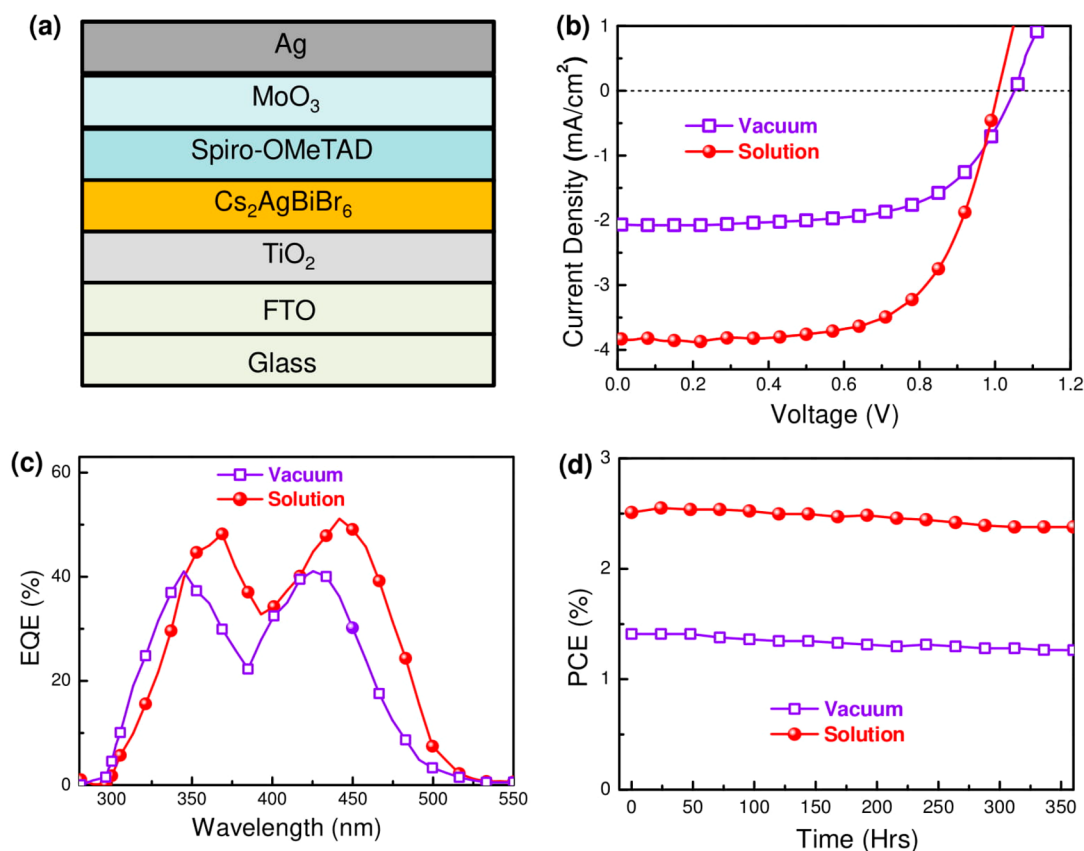 (a)
Ag
MoO₃
Spiro-OMeTAD
Cs₂AgBiBr₆
TiO₂
FTO
Glass
(b)
1
0
-1
-2
-3
-4
Current Density (mA/cm²)
Vacuum
Solution
0.0 0.2 0.4 0.6 0.8 1.0 1.2
Voltage (V)
(c)
60
40
20
0
EQE (%)
Vacuum
Solution
300 350 400 450 500 550
Wavelength (nm)
(d)
3
2
1
0
PCE (%)
Vacuum
Solution
0 50 100 150 200 250 300 350
Time (Hrs)